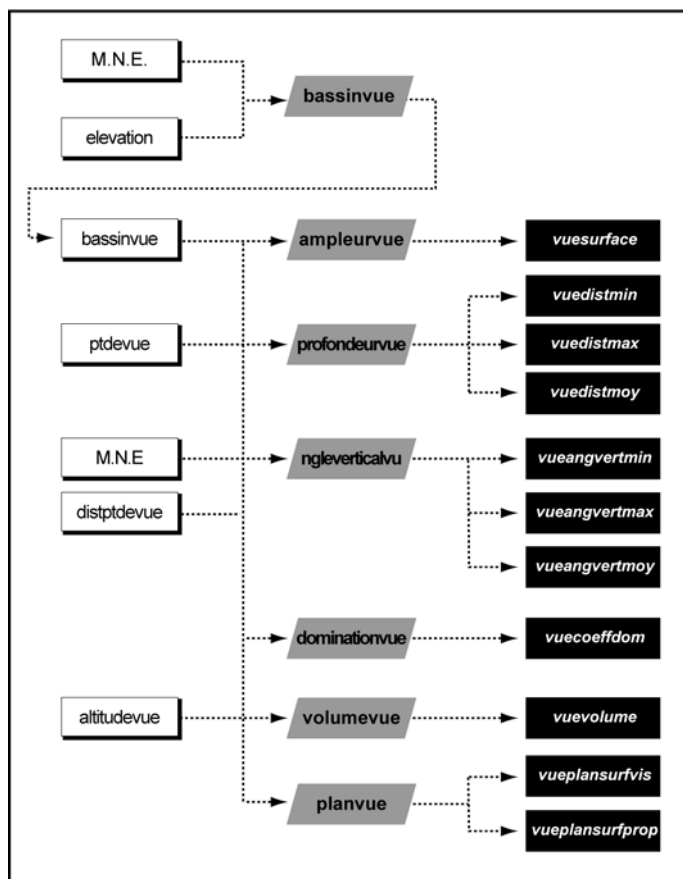 M.N.E.
bassinvue
elevation
bassinvue
ampleurvue
vuesurface
vuedistmin
ptdevue
profondeurvue
vuedistmax
vuedistmoy
M.N.E
ngleverticalvu
vueangvertmin
distptdevue
vueangvertmax
vueangvertmoy
dominationvue
vuecoeffdom
altitudevue
volumevue
vuevolume
vueplansurfvis
planvue
vueplansurfprop